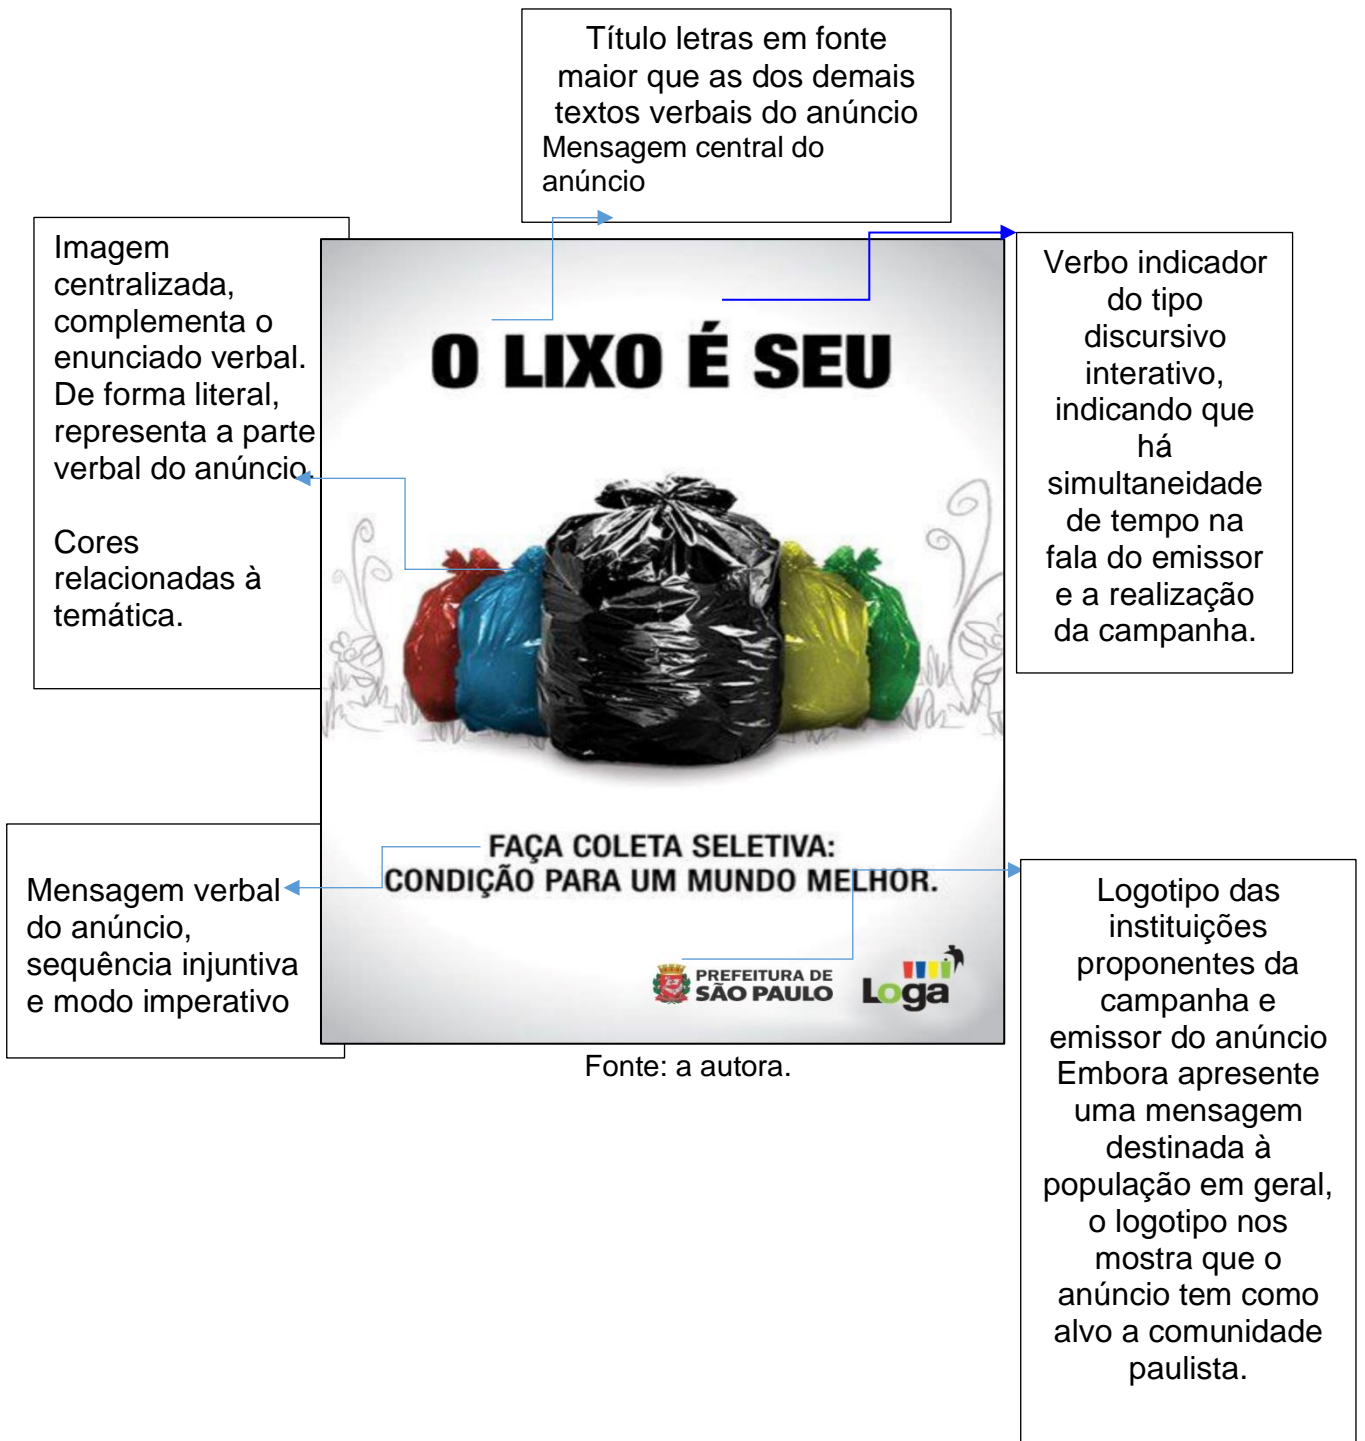 Título letras em fonte
maior que as dos demais
textos verbais do anúncio
Mensagem central do
anúncio
Imagem
centralizada,
complementa o
enunciado verbal.
De forma literal,
representa a parte
verbal do anúncio.
Cores
relacionadas à
temática.
Verbo indicador
do tipo
discursivo
interativo,
indicando que
há
simultaneidade
de tempo na
fala do emissor
e a realização
da campanha.
O LIXO É SEU
FAÇA COLETA SELETIVA:
CONDIÇÃO PARA UM MUNDO MELHOR.
Mensagem verbal
do anúncio,
sequência injuntiva
e modo imperativo
PREFEITURA DE
SÃO PAULO
Loga
Logotipo das
instituições
proponentes da
campanha e
emissor do anúncio
Embora apresente
uma mensagem
destinada à
população em geral,
o logotipo nos
mostra que o
anúncio tem como
alvo a comunidade
paulista.
Fonte: a autora.